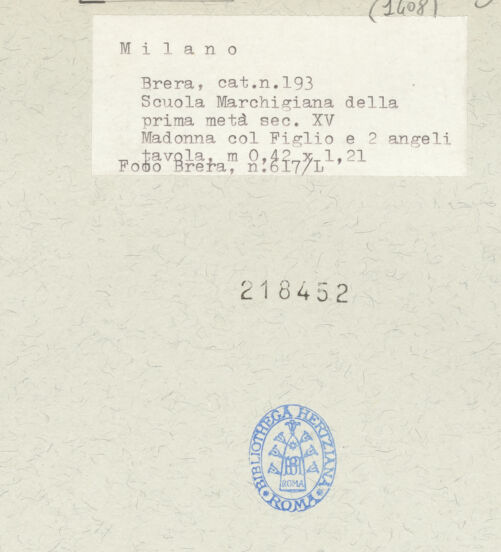 (1608)
Milano
Brera, cat.n.193
Scuola Marchigiana della
prima metà sec. XV
Madonna col Figlio e 2 angeli
tavola, m 0,42 x 1,21
Foto Brera, n.617/L
218452
BIBLIOTHECA HERTZIANA
ROMA
ROMA